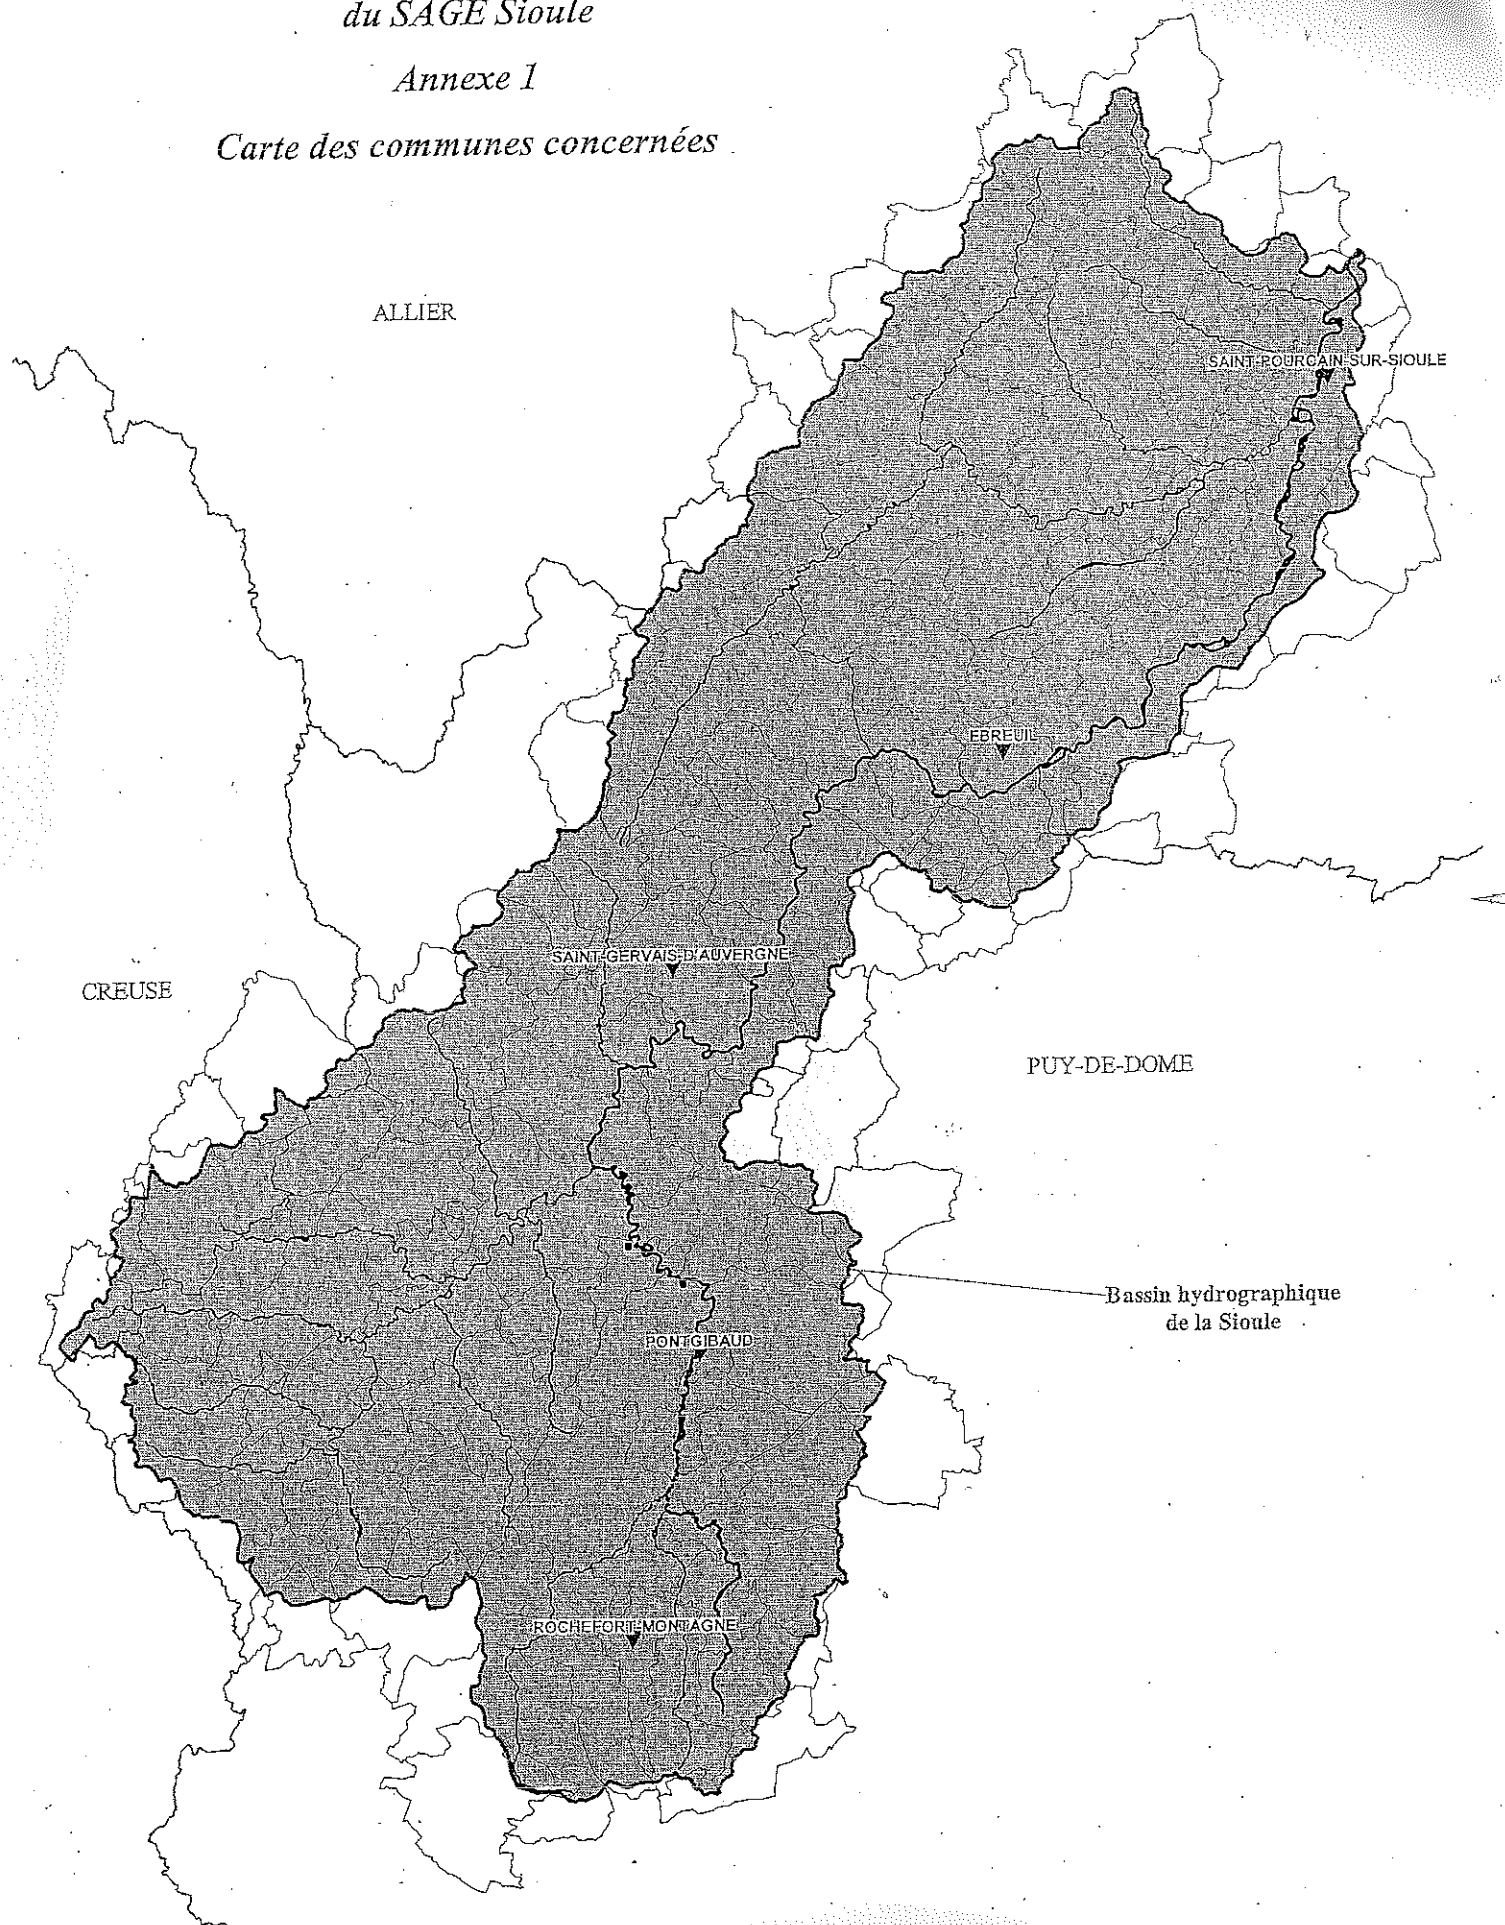 du SAGE Sioule
Annexe 1
Carte des communes concernées
ALLIER
SAINT-POURCAIN-SUR-SIOULE
EBREUIL
SAINT-GERVAIS-D'AUVERGNE
CREUSE
PUY-DE-DOME
Bassin hydrographique
de la Sioule
PONTGIBAUD
ROCHEFORT-MONTAGNE